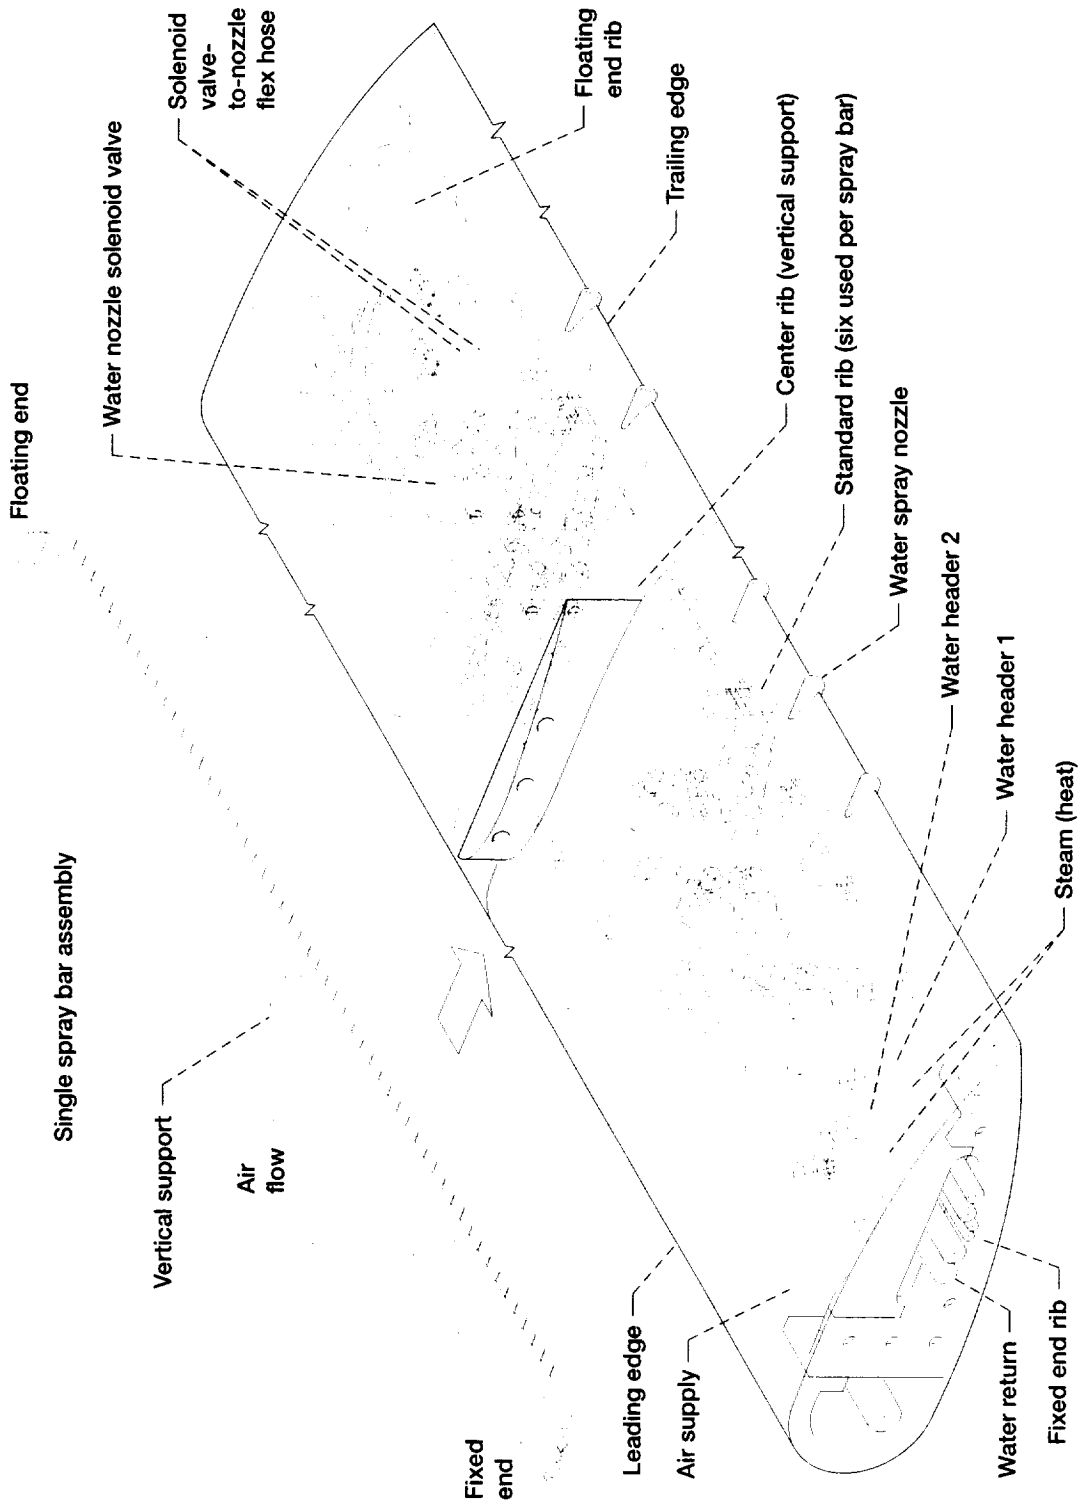 Single spray bar assembly
Floating end
Vertical support
Air
flow
Fixed
end
Water nozzle solenoid valve
Solenoid
valve-
to-nozzle
flex hose
Floating
end rib
Trailing edge
Center rib (vertical support)
Standard rib (six used per spray bar)
Water spray nozzle
Water header 2
Water header 1
Steam (heat)
Leading edge
Air supply
Water return
Fixed end rib